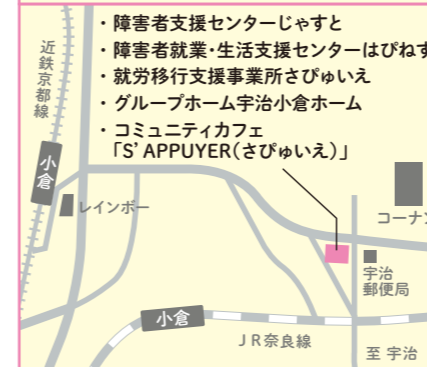 ・障害者支援センターじゃすと
・障害者就業・生活支援センターはぴねす
・就労移行支援事業所さぴゅいえ
・グループホーム宇治小倉ホーム
・コミュニティカフェ
「S' APPUYER(さぴゅいえ)」
近鉄京都線
小倉
レインボー
コーナン
宇治
郵便局
小倉
JR奈良線
至 宇治